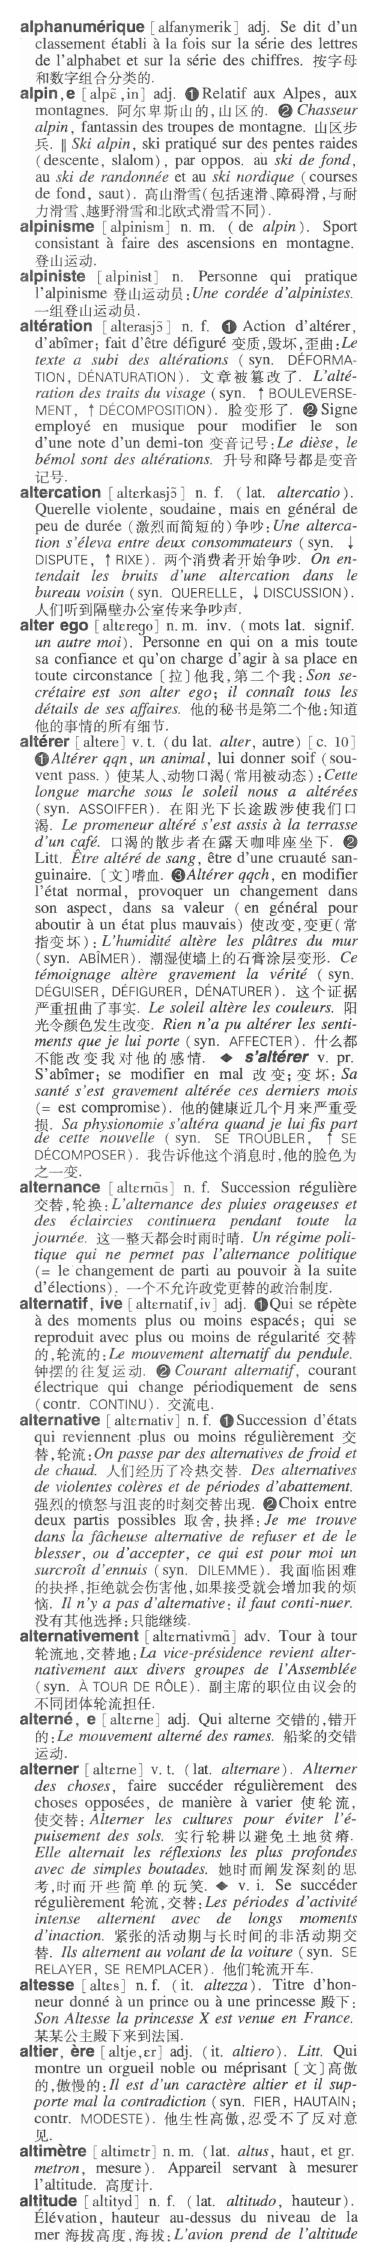 alphanumérique [alfanymerik] adj. Se dit d'un
classement établi à la fois sur la série des lettres
de l'alphabet et sur la série des chiffres. 按字母
和数字组合分类的.
alpin,e [alpɛ̃,in] adj. ❶Relatif aux Alpes, aux
montagnes. 阿尔卑斯山的,山区的. ❷ Chasseur
alpin, fantassin des troupes de montagne. 山区步
兵. ‖ Ski alpin, ski pratiqué sur des pentes raides
(descente, slalom), par oppos. au ski de fond,
au ski de randonnée et au ski nordique (courses
de fond, saut). 高山滑雪(包括速滑、障碍滑,与耐
力滑雪、越野滑雪和北欧式滑雪不同).
alpinisme [alpinism] n. m. (de alpin). Sport
consistant à faire des ascensions en montagne.
登山运动.
alpiniste [alpinist] n. Personne qui pratique
l'alpinisme 登山运动员:Une cordée d'alpinistes.
一组登山运动员.
altération [alterasjɔ̃] n. f. ❶ Action d'altérer,
d'abîmer; fait d'être défiguré 变质,毁坏,歪曲:Le
texte a subi des altérations (syn. DÉFORMA-
TION, DÉNATURATION). 文章被篡改了. L'alté-
ration des traits du visage (syn. ↑BOULEVERSE-
MENT, ↑DÉCOMPOSITION). 脸变形了. ❷Signe
employé en musique pour modifier le son
d'une note d'un demi-ton 变音记号:Le dièse, le
bémol sont des altérations. 升号和降号都是变音
记号.
altercation [altɛrkasjɔ̃] n. f. (lat. altercatio).
Querelle violente, soudaine, mais en général de
peu de durée (激烈而简短的)争吵:Une alterca-
tion s'éleva entre deux consommateurs (syn. ↓
DISPUTE, ↑RIXE). 两个消费者开始争吵. On en-
tendait les bruits d'une altercation dans le
bureau voisin (syn. QUERELLE, ↓DISCUSSION).
人们听到隔壁办公室传来争吵声.
alter ego [altɛrego] n. m. inv. (mots lat. signif.
un autre moi). Personne en qui on a mis toute
sa confiance et qu'on charge d'agir à sa place en
toute circonstance [拉]他我,第二个我:Son se-
crétaire est son alter ego; il connaît tous les
détails de ses affaires. 他的秘书是第二个他:知道
他的事情的所有细节.
altérer [altere] v. t. (du lat. alter, autre) [c. 10]
❶Altérer qqn, un animal, lui donner soif (sou-
vent pass.) 使某人、动物口渴(常用被动态):Cette
longue marche sous le soleil nous a altérées
(syn. ASSOIFFER). 在阳光下长途跋涉使我们口
渴. Le promeneur altéré s'est assis à la terrasse
d'un café. 口渴的散步者在露天咖啡座坐下. ❷
Litt. Être altéré de sang, être d'une cruauté san-
guinaire. [文]嗜血. ❸Altérer qqch, en modifier
l'état normal, provoquer un changement dans
son aspect, dans sa valeur (en général pour
aboutir à un état plus mauvais) 使改变,变更(常
指变坏):L'humidité altère les plâtres du mur
(syn. ABÎMER). 潮湿使墙上的石膏涂层变形. Ce
témoignage altère gravement la vérité (syn.
DÉGUISER, DÉFIGURER, DÉNATURER). 这个证据
严重扭曲了事实. Le soleil altère les couleurs. 阳
光令颜色发生改变. Rien n'a pu altérer les senti-
ments que je lui porte (syn. AFFECTER). 什么都
不能改变我对他的感情. ◆ s'altérer v. pr.
S'abîmer; se modifier en mal 改变;变坏:Sa
santé s'est gravement altérée ces derniers mois
(= est compromise). 他的健康近几个月来严重受
损. Sa physionomie s'altéra quand je lui fis part
de cette nouvelle (syn. SE TROUBLER, ↑ SE
DÉCOMPOSER). 我告诉他这个消息时,他的脸色为
之一变.
alternance [altɛrnɑ̃s] n. f. Succession régulière
交替,轮换:L'alternance des pluies orageuses et
des éclaircies continuera pendant toute la
journée. 这一整天都会时雨时晴. Un régime poli-
tique qui ne permet pas l'alternance politique
(= le changement de parti au pouvoir à la suite
d'élections). 一个不允许政党更替的政治制度.
alternatif, ive [altɛrnatif,iv] adj. ❶Qui se répète
à des moments plus ou moins espacés; qui se
reproduit avec plus ou moins de régularité 交替
的,轮流的:Le mouvement alternatif du pendule.
钟摆的往复运动. ❷ Courant alternatif, courant
électrique qui change périodiquement de sens
(contr. CONTINU). 交流电.
alternative [altɛrnativ] n. f. ❶Succession d'états
qui reviennent plus ou moins régulièrement 交
替,轮流:On passe par des alternatives de froid et
de chaud. 人们经历了冷热交替. Des alternatives
de violentes colères et de périodes d'abattement.
强烈的愤怒与沮丧的时刻交替出现. ❷Choix entre
deux partis possibles 取舍,抉择:Je me trouve
dans la fâcheuse alternative de refuser et de le
blesser, ou d'accepter, ce qui est pour moi un
surcroît d'ennuis (syn. DILEMME). 我面临困难
的抉择,拒绝就会伤害他,如果接受就会增加我的烦
恼. Il n'y a pas d'alternative: il faut conti-nuer.
没有其他选择:只能继续.
alternativement [altɛrnativmɑ̃] adv. Tour à tour
轮流地,交替地:La vice-présidence revient alter-
nativement aux divers groupes de l'Assemblée
(syn. À TOUR DE RÔLE). 副主席的职位由议会的
不同团体轮流担任.
alterné, e [altɛrne] adj. Qui alterne 交错的,错开
的:Le mouvement alterné des rames. 船桨的交错
运动.
alterner [altɛrne] v. t. (lat. alternare). Alterner
des choses, faire succéder régulièrement des
choses opposées, de manière à varier 使轮流,
使交替:Alterner les cultures pour éviter l'é-
puisement des sols. 实行轮耕以避免土地贫瘠.
Elle alternait les réflexions les plus profondes
avec de simples boutades. 她时而阐发深刻的思
考,时而开些简单的玩笑. ◆ v. i. Se succéder
régulièrement 轮流,交替:Les périodes d'activité
intense alternent avec de longs moments
d'inaction. 紧张的活动期与长时间的非活动期交
替. Ils alternent au volant de la voiture (syn. SE
RELAYER, SE REMPLACER). 他们轮流开车.
altesse [altɛs] n. f. (it. altezza). Titre d'hon-
neur donné à un prince ou à une princesse 殿下:
Son Altesse la princesse X est venue en France.
某某公主殿下来到法国.
altier, ère [altje,ɛr] adj. (it. altiero). Litt. Qui
montre un orgueil noble ou méprisant [文]高傲
的,傲慢的:Il est d'un caractère altier et il sup-
porte mal la contradiction (syn. FIER, HAUTAIN;
contr. MODESTE). 他生性高傲,忍受不了反对意
见.
altimètre [altimɛtr] n. m. (lat. altus, haut, et gr.
metron, mesure). Appareil servant à mesurer
l'altitude. 高度计.
altitude [altityd] n. f. (lat. altitudo, hauteur).
Élévation, hauteur au-dessus du niveau de la
mer 海拔高度,海拔:L'avion prend de l'altitude